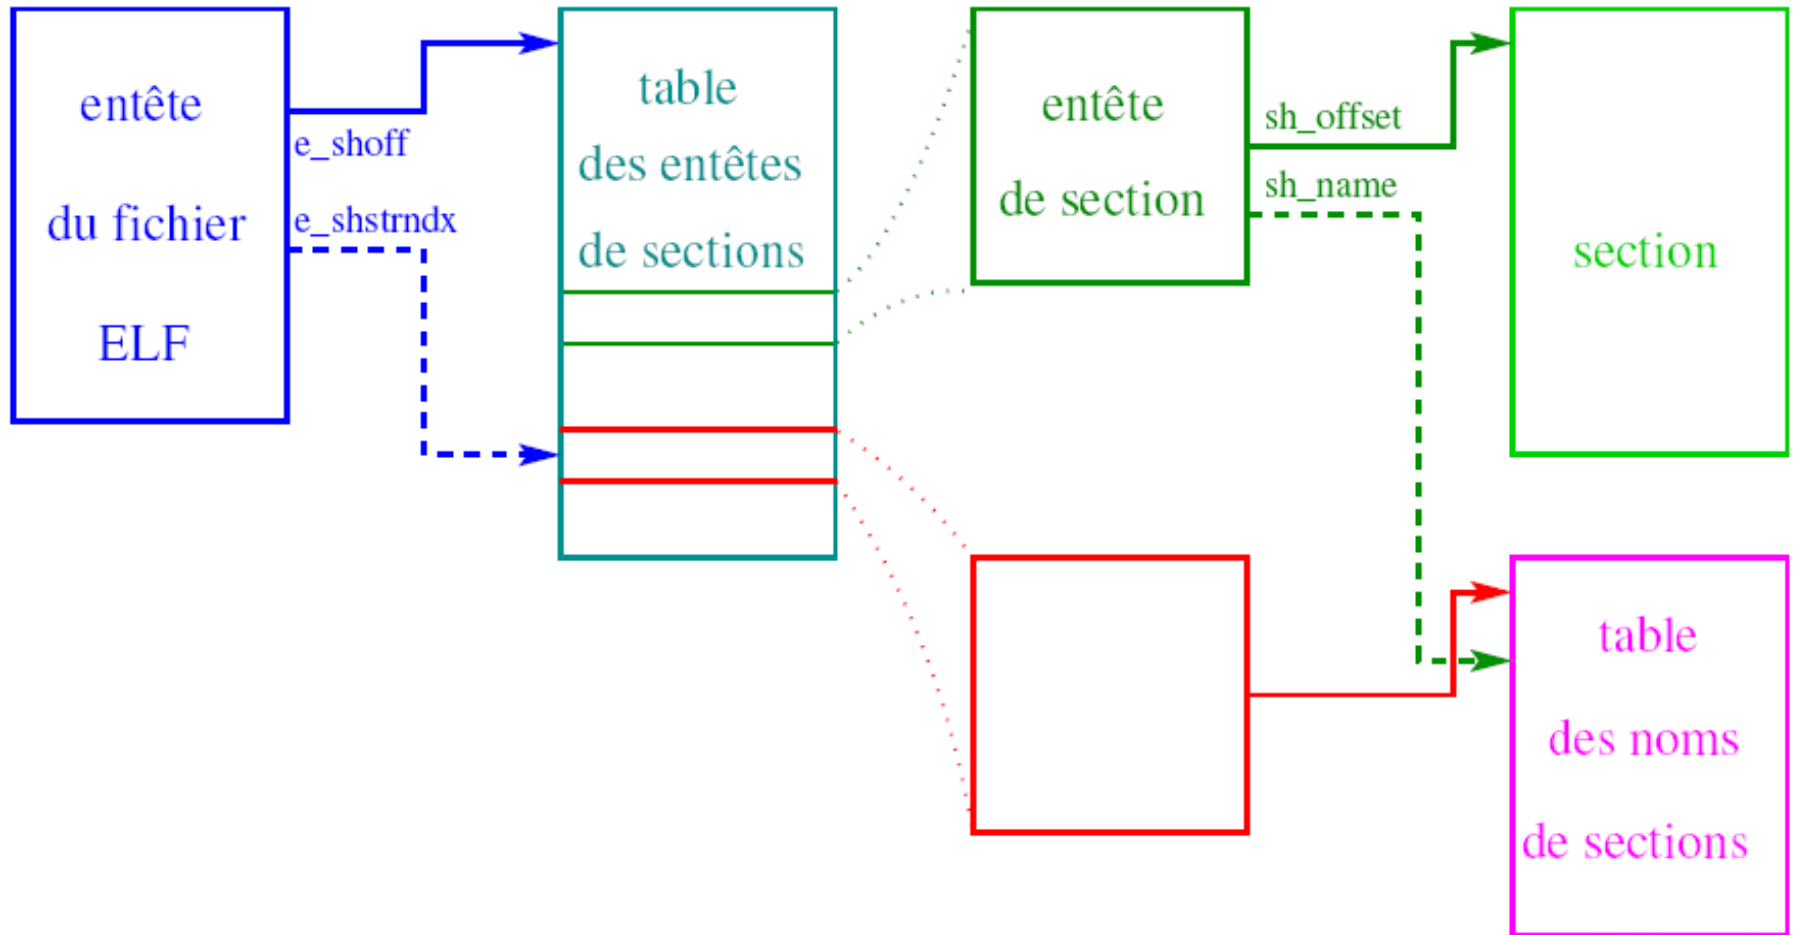 entête
du fichier
ELF
e_shoff
e_shstrndx
table
des entêtes
de sections
entête
de section
sh_offset
sh_name
section
table
des noms
de sections